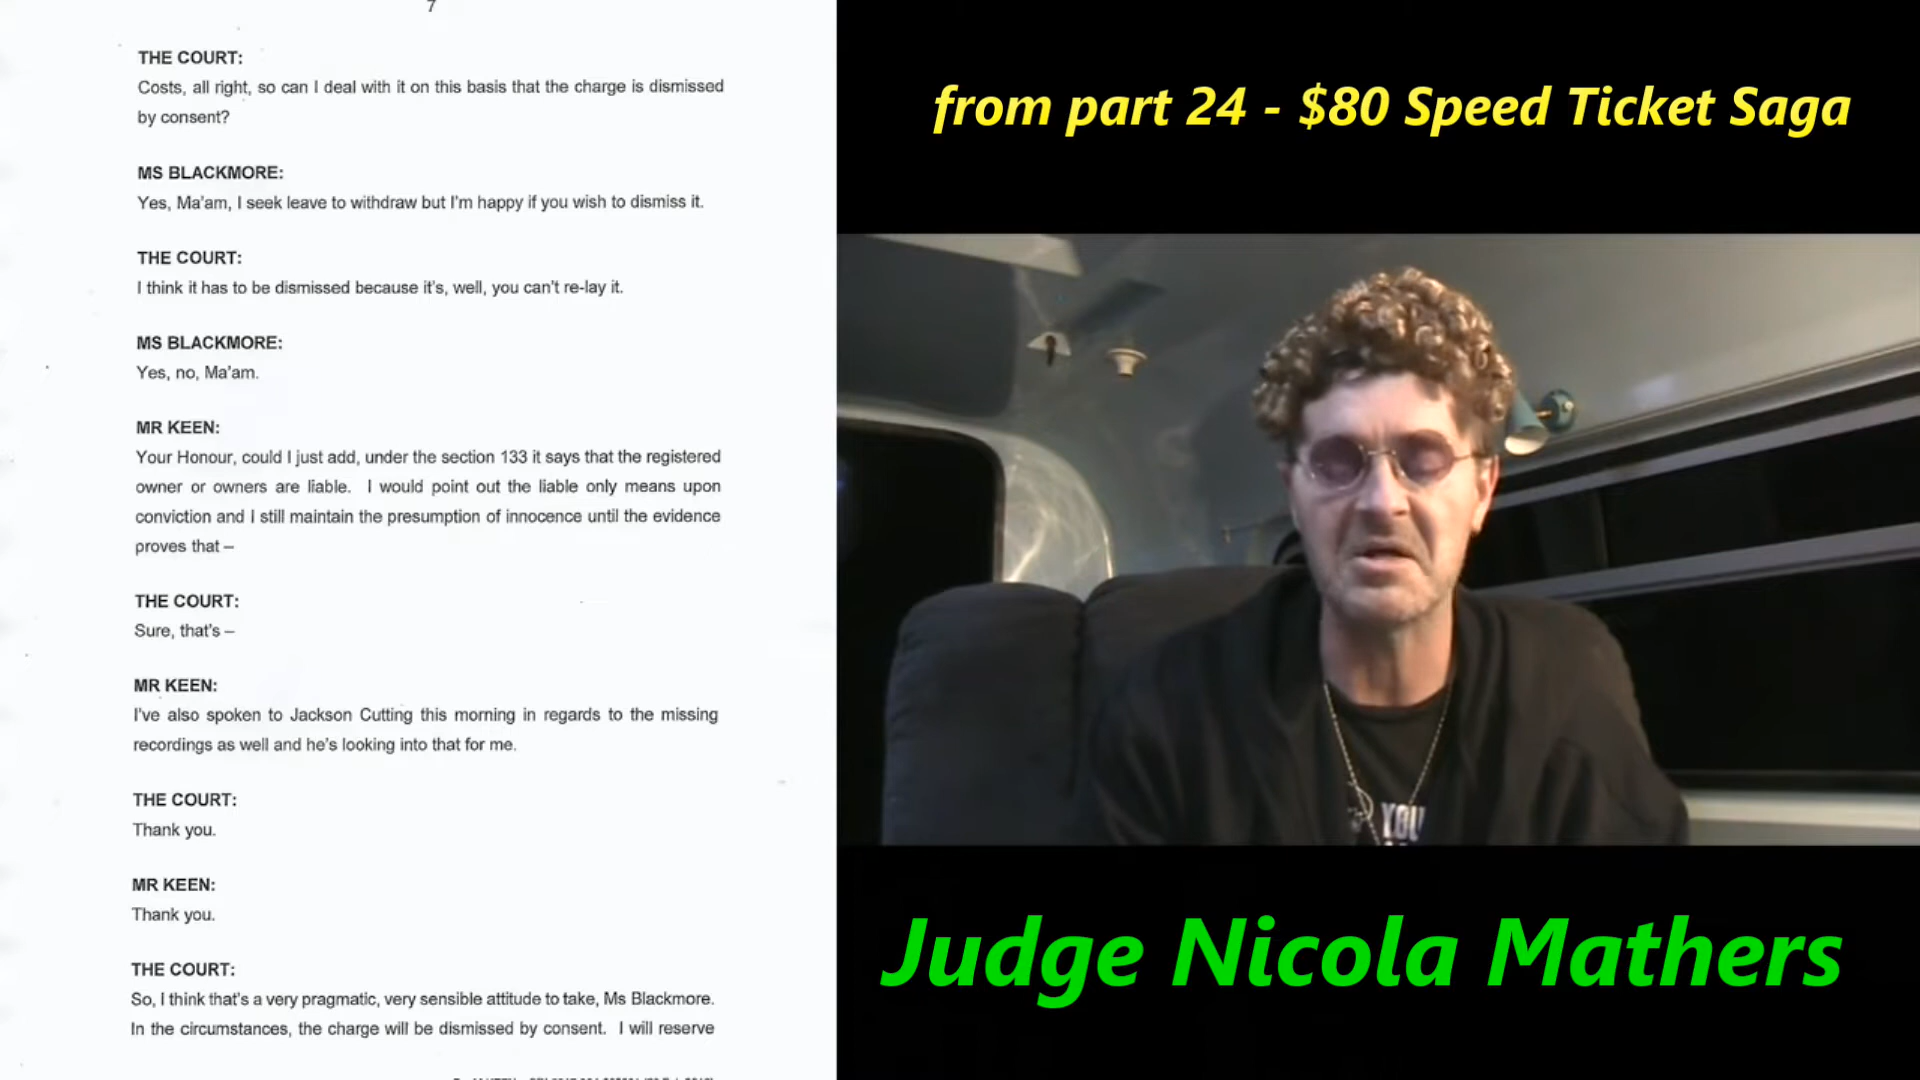 7
THE COURT:
Costs, all right, so can I deal with it on this basis that the charge is dismissed
by consent?
MS BLACKMORE:
Yes, Ma'am, I seek leave to withdraw but I'm happy if you wish to dismiss it.
THE COURT:
I think it has to be dismissed because it's, well, you can't re-lay it.
MS BLACKMORE:
Yes, no, Ma'am.
MR KEEN:
Your Honour, could I just add, under the section 133 it says that the registered
owner or owners are liable. I would point out the liable only means upon
conviction and I still maintain the presumption of innocence until the evidence
proves that –
THE COURT:
Sure, that's –
MR KEEN:
I've also spoken to Jackson Cutting this morning in regards to the missing
recordings as well and he's looking into that for me.
THE COURT:
Thank you.
MR KEEN:
Thank you.
THE COURT:
So, I think that's a very pragmatic, very sensible attitude to take, Ms Blackmore.
In the circumstances, the charge will be dismissed by consent. I will reserve
from part 24 - $80 Speed Ticket Saga
YOU
Judge Nicola Mathers